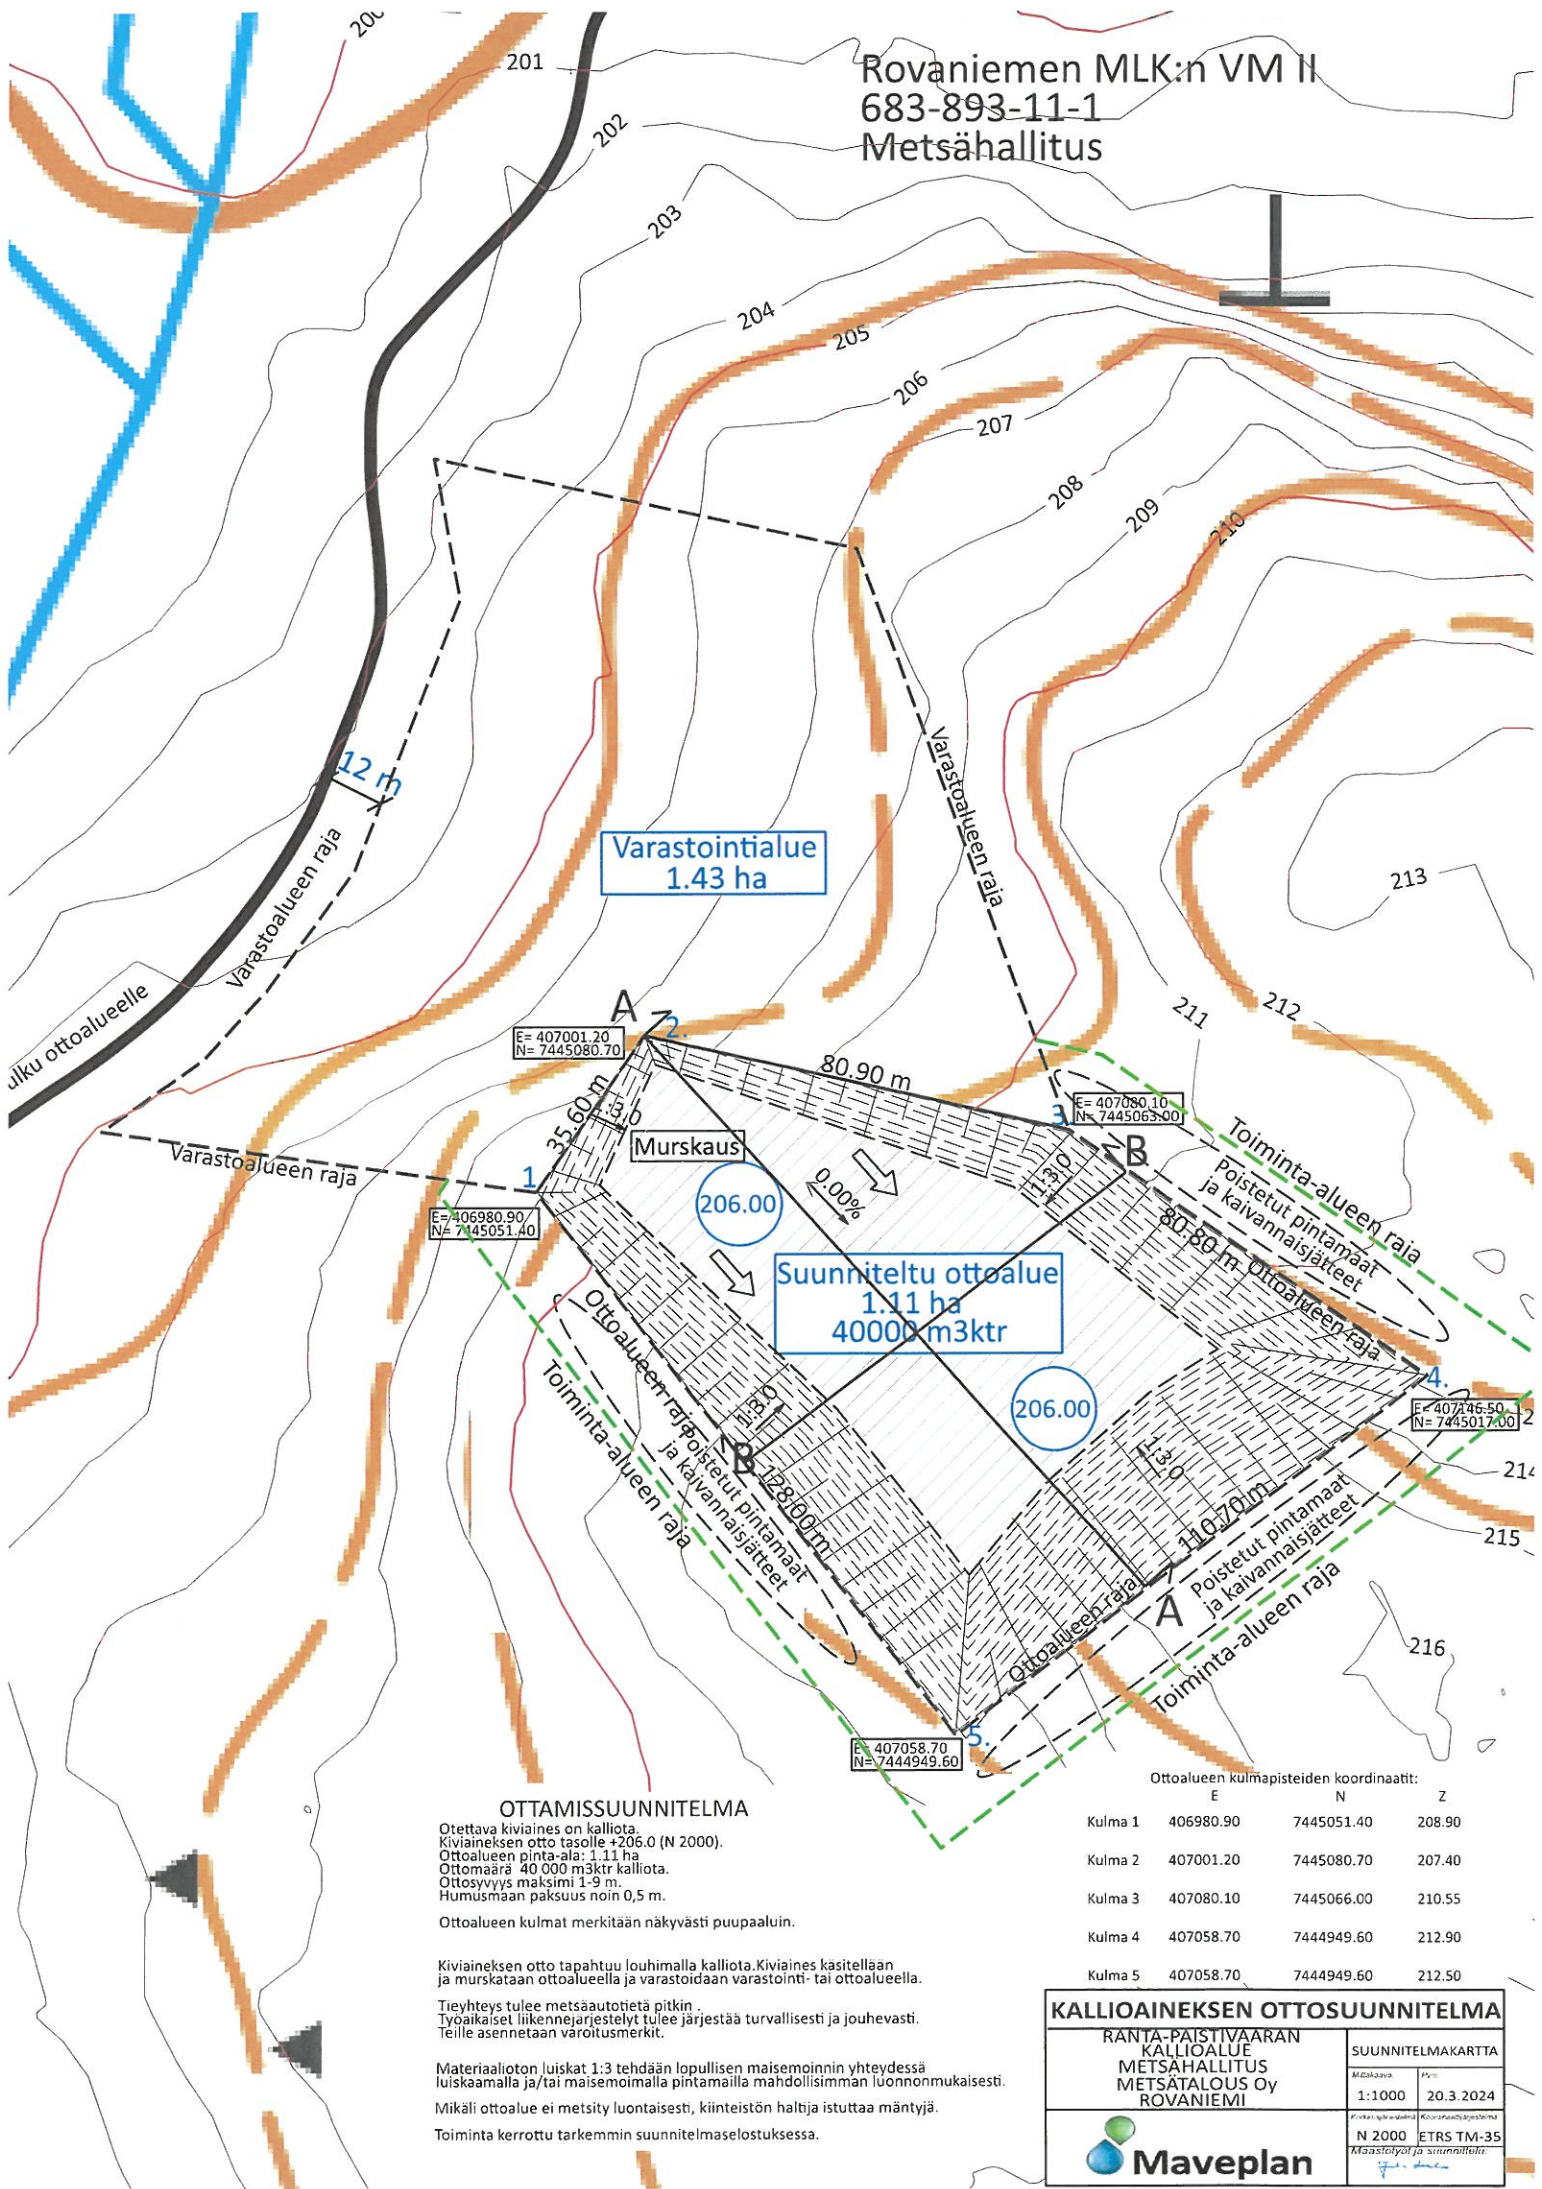 Rovaniemen MLK:n VM II
683-893-11-1
Metsähallitus
201
202
203
204
205
206
207
208
209
210
211
212
213
214
215
216
12 m
Varastoalueen raja
Varastoalueen raja
Varastoalueen raja
ulku ottoalueelle
Varastointialue
1.43 ha
A
2.
E= 407001.20
N= 7445080.70
80.90 m
35.60 m
1:3.0
Murskaus
206.00
0.00%
1
E= 406980.90
N= 7445051.40
3.
E= 407080.10
N= 7445063.00
B
1:3.0
80.80 m
Ottoalueen raja
Toiminta-alueen raja
Poistetut pintamaat
ja kaivannaisjätteet
Suunniteltu ottoalue
1.11 ha
40000 m3ktr
206.00
4.
E= 407146.50
N= 7445017.00
Ottoalueen raja
Toiminta-alueen raja
Poistetut pintamaat
ja kaivannaisjätteet
1:3.0
B
128.00 m
1:3.0
110.70 m
Ottoalueen raja
A
Poistetut pintamaat
ja kaivannaisjätteet
Toiminta-alueen raja
5.
E= 407058.70
N= 7444949.60
OTTAMISSUUNNITELMA
Otettava kiviaines on kalliota.
Kiviaineksen otto tasolle +206.0 (N 2000).
Ottoalueen pinta-ala: 1.11 ha
Ottomäärä 40 000 m3ktr kalliota.
Ottosyvyys maksimi 1-9 m.
Humusmaan paksuus noin 0,5 m.
Ottoalueen kulmat merkitään näkyvästi puupaaluin.
Kiviaineksen otto tapahtuu louhimalla kalliota.Kiviaines käsitellään
ja murskataan ottoalueella ja varastoidaan varastointi- tai ottoalueella.
Tieyhteys tulee metsäautotietä pitkin .
Työaikaiset liikennejärjestelyt tulee järjestää turvallisesti ja jouhevasti.
Teille asennetaan varoitusmerkit.
Materiaalioton luiskat 1:3 tehdään lopullisen maisemoinnin yhteydessä
luiskaamalla ja/tai maisemoimalla pintamailla mahdollisimman luonnonmukaisesti.
Mikäli ottoalue ei metsity luontaisesti, kiinteistön haltija istuttaa mäntyjä.
Toiminta kerrottu tarkemmin suunnitelmaselostuksessa.
Ottoalueen kulmapisteiden koordinaatit:
E N Z
Kulma 1 406980.90 7445051.40 208.90
Kulma 2 407001.20 7445080.70 207.40
Kulma 3 407080.10 7445066.00 210.55
Kulma 4 407058.70 7444949.60 212.90
Kulma 5 407058.70 7444949.60 212.50
KALLIOAINEKSEN OTTOSUUNNITELMA
RANTA-PAISTIVAARAN
KALLIOALUE
METSÄHALLITUS
METSÄTALOUS Oy
ROVANIEMI
SUUNNITELMAKARTTA
Mittakaava: Pvm:
1:1000 20.3.2024
Korkeusjärjestelmä Koordinaattijärjestelmä
N 2000 ETRS TM-35
Maastotyöt ja suunnittelu:
Maveplan